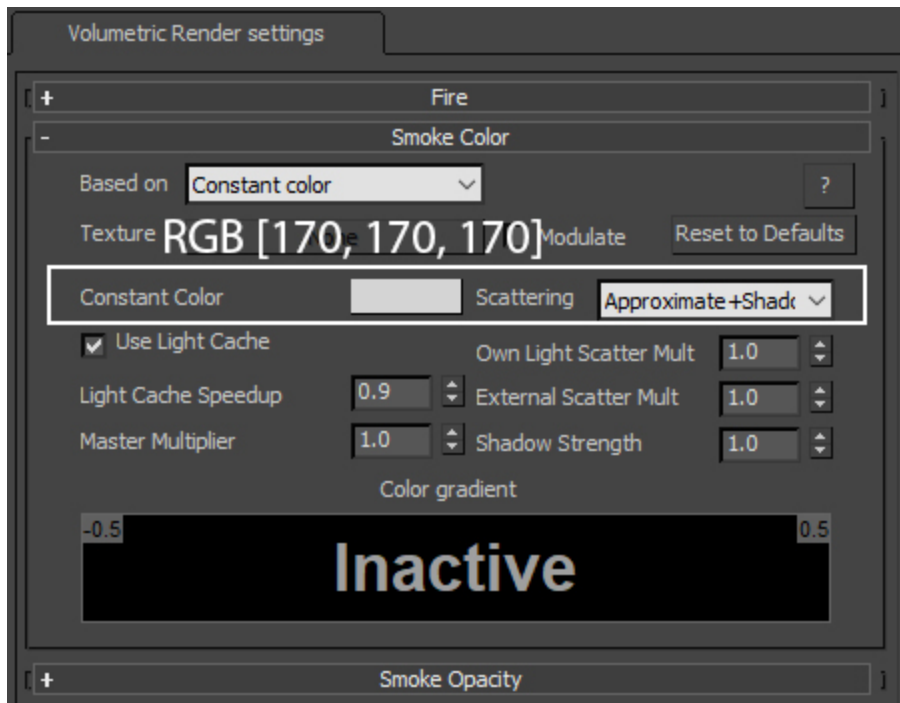 Volumetric Render settings
+ Fire
- Smoke Color
Based on Constant color ?
Texture RGB [170, 170, 170] Modulate Reset to Defaults
Constant Color Scattering Approximate+Shadc
Use Light Cache Own Light Scatter Mult 1.0
Light Cache Speedup 0.9 External Scatter Mult 1.0
Master Multiplier 1.0 Shadow Strength 1.0
Color gradient
-0.5 0.5
Inactive
+ Smoke Opacity